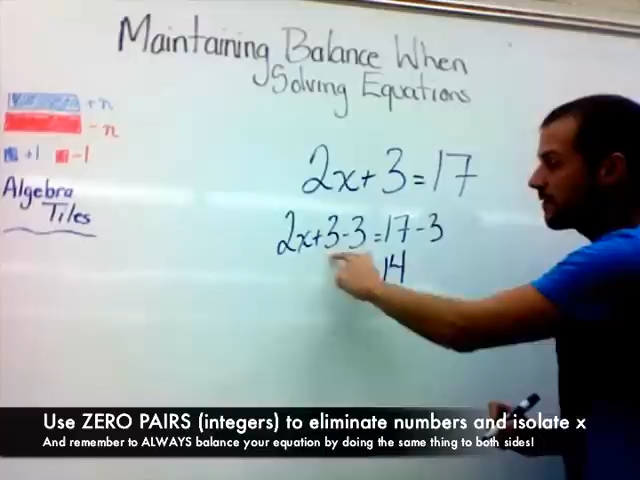 Maintaining Balance When
Solving Equations
+n
-n
+1 -1
Algebra
Tiles
2x+3=17
2x+3-3=17-3
14
Use ZERO PAIRS (integers) to eliminate numbers and isolate x
And remember to ALWAYS balance your equation by doing the same thing to both sides!